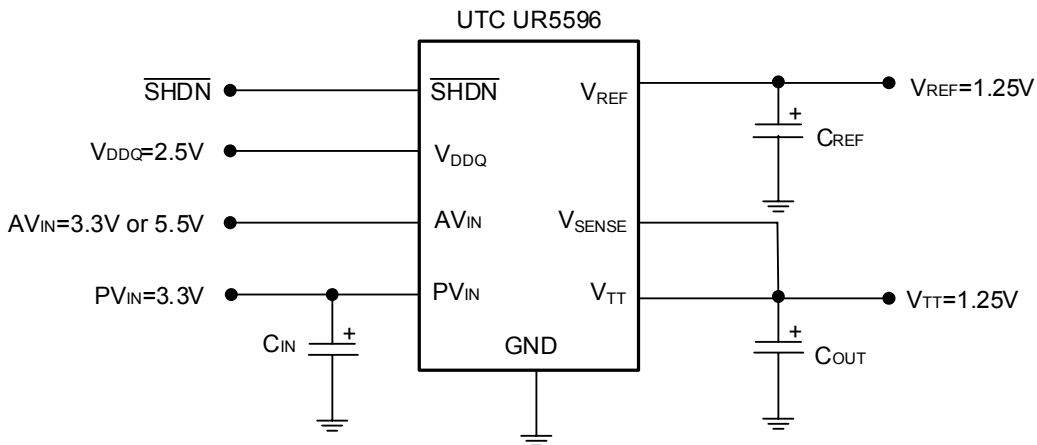 UTC UR5596
SHDN
SHDN
VREF
VREF=1.25V
+
CREF
VDDQ=2.5V
VDDQ
AVIN=3.3V or 5.5V
AVIN
VSENSE
PVIN=3.3V
PVIN
VTT
VTT=1.25V
CIN
+
GND
+
COUT